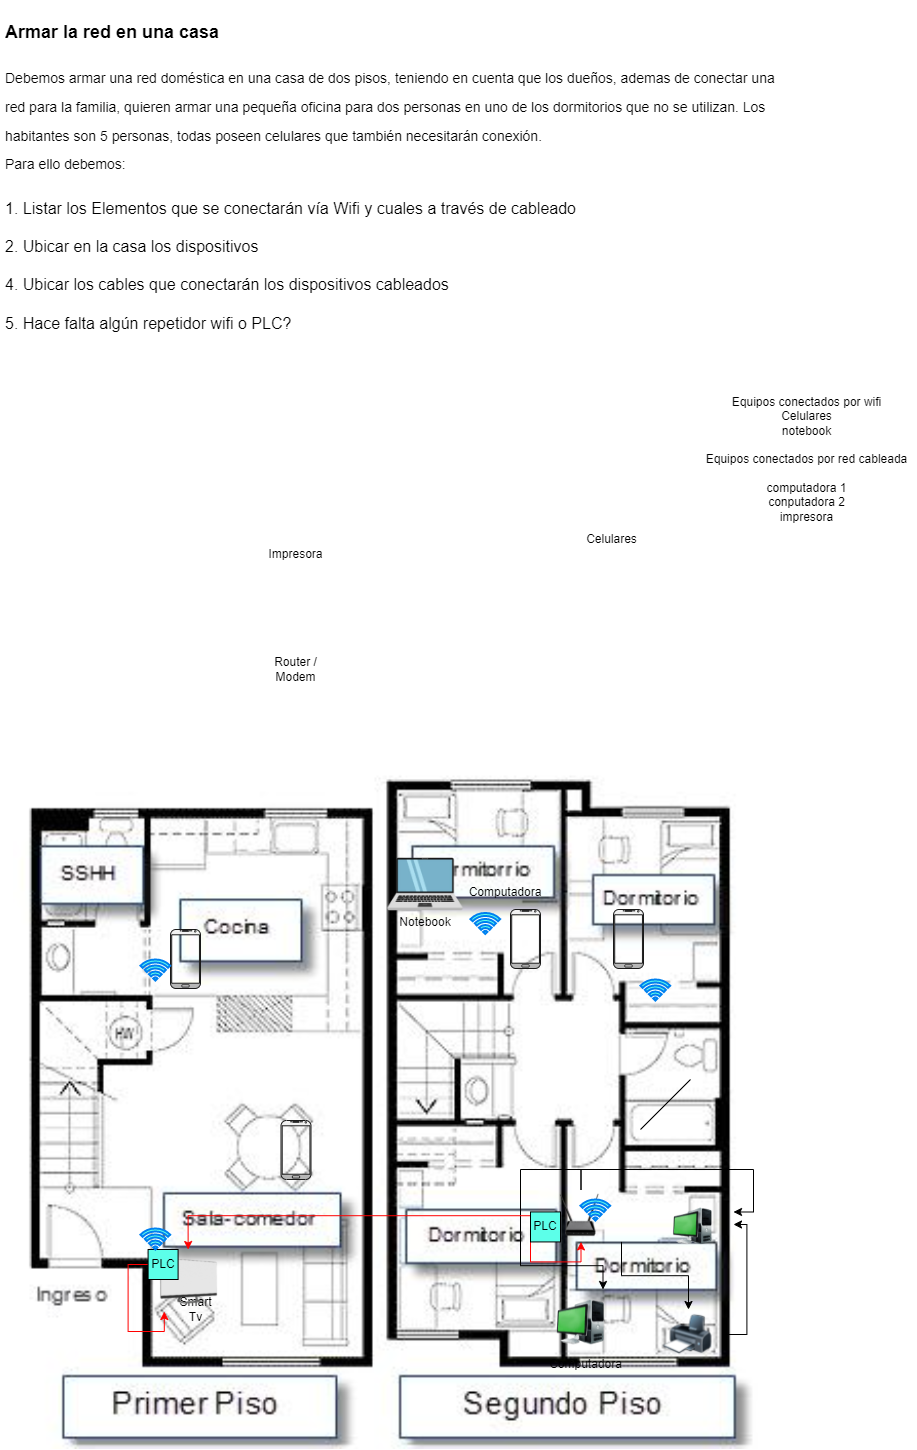 Armar la red en una casa
Debemos armar una red doméstica en una casa de dos pisos, teniendo en cuenta que los dueños, ademas de conectar una
red para la familia, quieren armar una pequeña oficina para dos personas en uno de los dormitorios que no se utilizan. Los
habitantes son 5 personas, todas poseen celulares que también necesitarán conexión.
Para ello debemos:
1. Listar los Elementos que se conectarán vía Wifi y cuales a través de cableado
2. Ubicar en la casa los dispositivos
4. Ubicar los cables que conectarán los dispositivos cableados
5. Hace falta algún repetidor wifi o PLC?
Equipos conectados por wifi
Celulares
notebook
Equipos conectados por red cableada
computadora 1
conputadora 2
impresora
Celulares
Impresora
Router /
Modem
SSHH
Cocina
HW
Sala-comedor
PLC
Smart
Tv
Ingreso
Primer Piso
rmitorrio
Computadora
Notebook
Dormitorio
Dormitorio
PLC
Dormitorio
Computadora
Segundo Piso